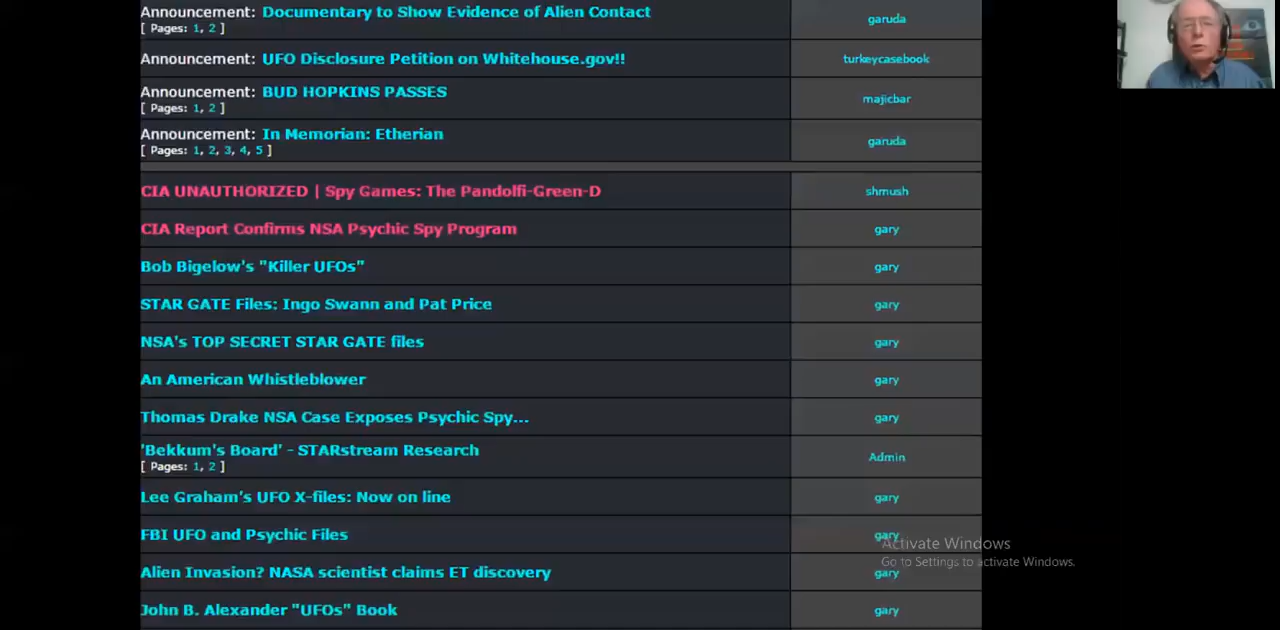 Announcement: Documentary to Show Evidence of Alien Contact
[ Pages: 1, 2 ]
garuda
Announcement: UFO Disclosure Petition on Whitehouse.gov!!
turkeycasebook
Announcement: BUD HOPKINS PASSES
[ Pages: 1, 2 ]
majicbar
Announcement: In Memorian: Etherian
[ Pages: 1, 2, 3, 4, 5 ]
garuda
CIA UNAUTHORIZED | Spy Games: The Pandolfi-Green-D
shmush
CIA Report Confirms NSA Psychic Spy Program
gary
Bob Bigelow's "Killer UFOs"
gary
STAR GATE Files: Ingo Swann and Pat Price
gary
NSA's TOP SECRET STAR GATE files
gary
An American Whistleblower
gary
Thomas Drake NSA Case Exposes Psychic Spy...
gary
'Bekkum's Board' - STARstream Research
[ Pages: 1, 2 ]
Admin
Lee Graham's UFO X-files: Now on line
gary
FBI UFO and Psychic Files
gary
Activate Windows
Go to Settings to activate Windows.
Alien Invasion? NASA scientist claims ET discovery
gary
John B. Alexander "UFOs" Book
gary